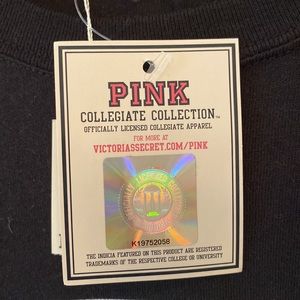 PINK
COLLEGIATE COLLECTION™
OFFICIALLY LICENSED COLLEGIATE APPAREL
FOR MORE AT
VICTORIASSECRET.COM/PINK
K19752058
THE INDICIA FEATURED ON THIS PRODUCT ARE REGISTERED
TRADEMARKS OF THE RESPECTIVE COLLEGE OR UNIVERSITY